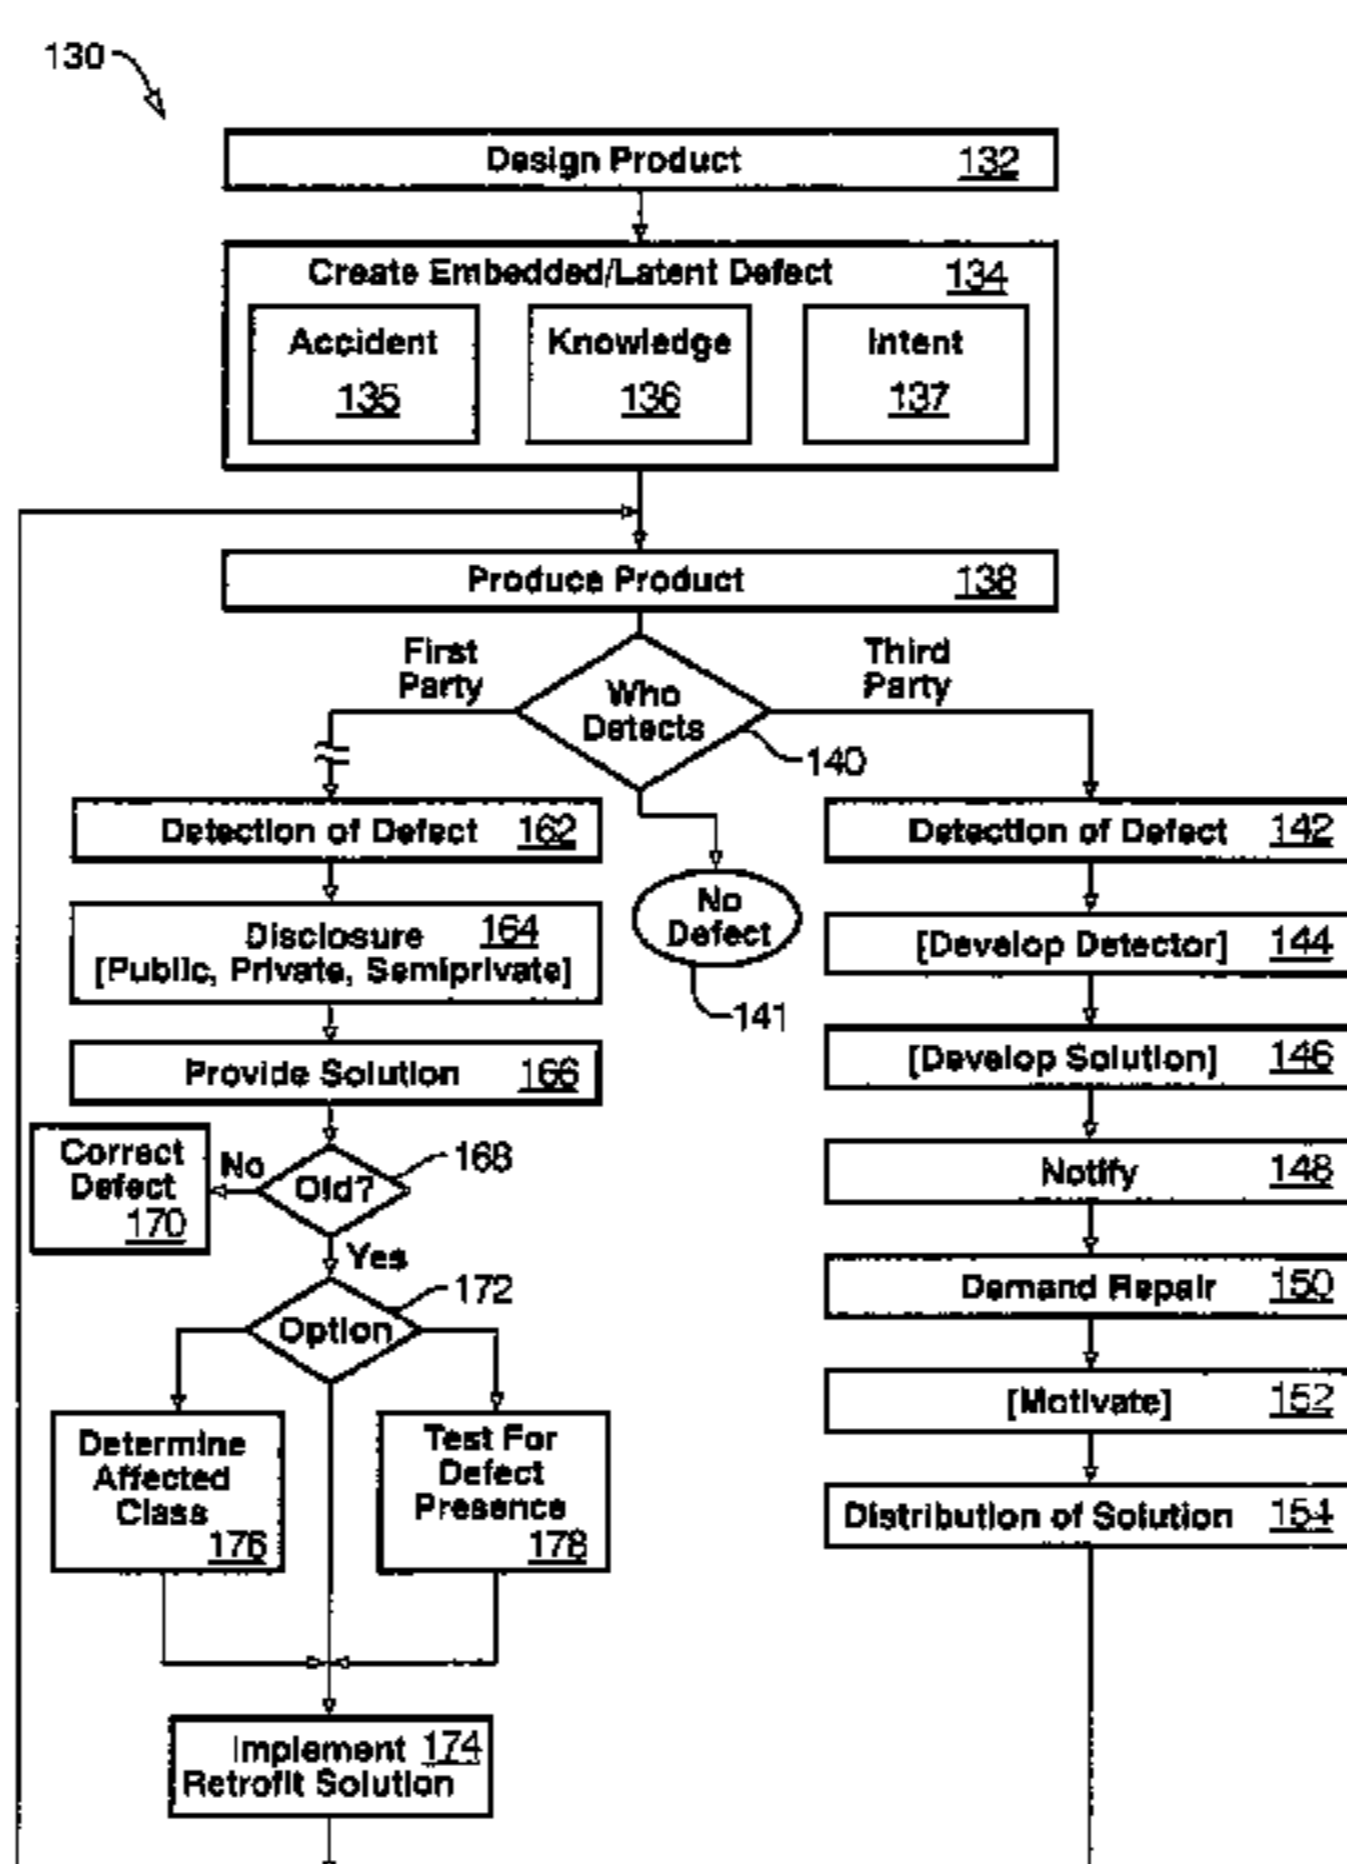 130
Design Product 132
Create Embedded/Latent Defect 134
Accident
135
Knowledge
136
Intent
137
Produce Product 138
First
Party
Who
Detects
Third
Party
140
Detection of Defect 162
No
Defect
141
Detection of Defect 142
Disclosure 164
[Public, Private, Semiprivate]
[Develop Detector] 144
Provide Solution 166
[Develop Solution] 146
Correct
Defect
170
No
Old?
168
Notify 148
Yes
172
Option
Demand Repair 150
Determine
Affected
Class
176
Test For
Defect
Presence
178
[Motivate] 152
Distribution of Solution 154
Implement 174
Retrofit Solution